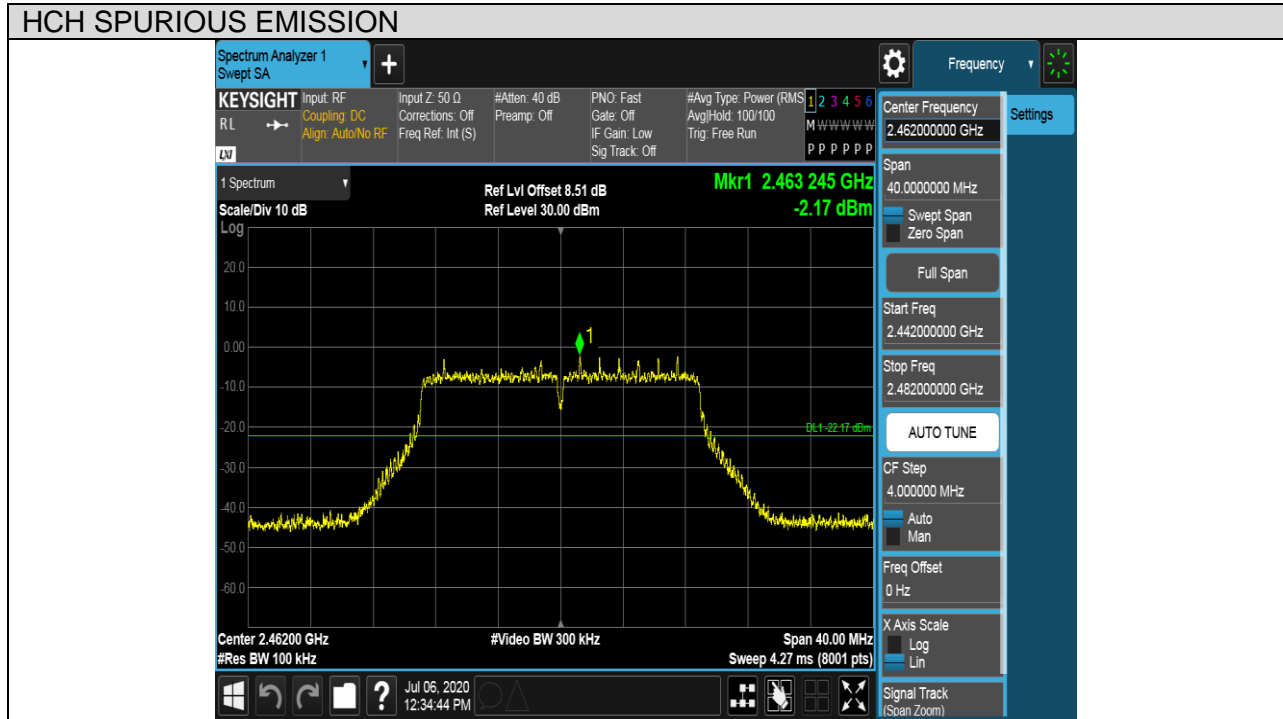 HCH SPURIOUS EMISSION
Spectrum Analyzer 1
Swept SA
+
Frequency
KEYSIGHT
RL
LXI
Input: RF
Coupling: DC
Align: Auto/No RF
Input Z: 50 Ω
Corrections: Off
Freq Ref: Int (S)
#Atten: 40 dB
Preamp: Off
PNO: Fast
Gate: Off
IF Gain: Low
Sig Track: Off
#Avg Type: Power (RMS
Avg|Hold: 100/100
Trig: Free Run
1 2 3 4 5 6
M W W W W W
P P P P P P
1 Spectrum
Scale/Div 10 dB
Ref Lvl Offset 8.51 dB
Ref Level 30.00 dBm
Mkr1 2.463 245 GHz
-2.17 dBm
Log
20.0
10.0
0.00
-10.0
-20.0
-30.0
-40.0
-50.0
-60.0
1
DL1 -22.17 dBm
Center 2.46200 GHz
#Res BW 100 kHz
#Video BW 300 kHz
Span 40.00 MHz
Sweep 4.27 ms (8001 pts)
Center Frequency
2.462000000 GHz
Settings
Span
40.0000000 MHz
Swept Span
Zero Span
Full Span
Start Freq
2.442000000 GHz
Stop Freq
2.482000000 GHz
AUTO TUNE
CF Step
4.000000 MHz
Auto
Man
Freq Offset
0 Hz
X Axis Scale
Log
Lin
Signal Track
(Span Zoom)
?
Jul 06, 2020
12:34:44 PM